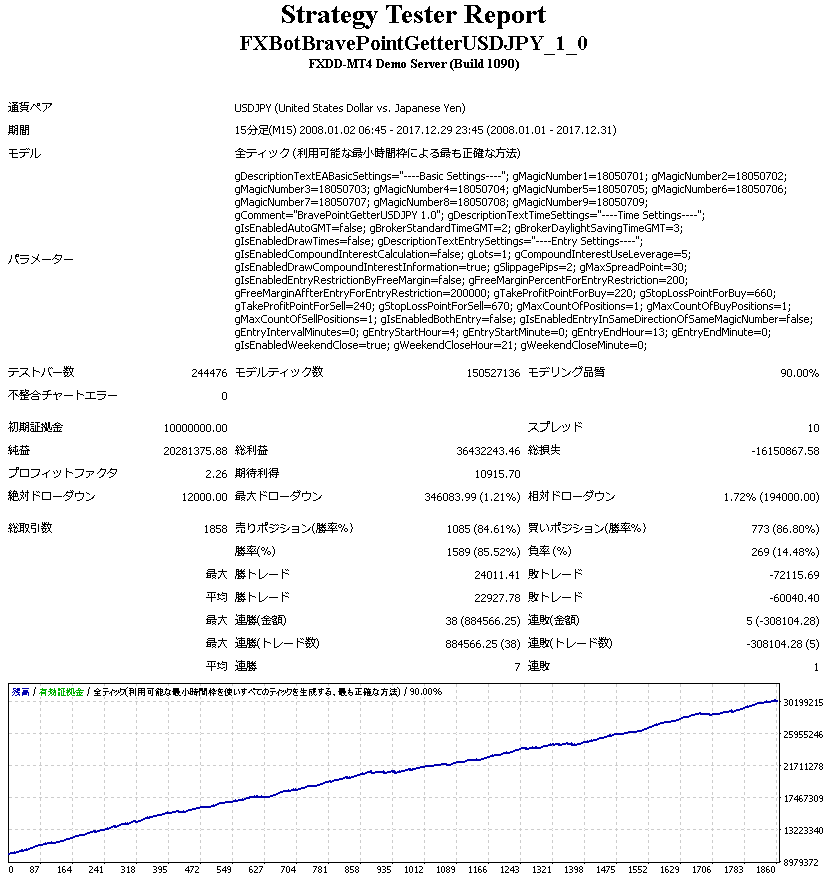 Strategy Tester Report
FXBotBravePointGetterUSDJPY_1_0
FXDD-MT4 Demo Server (Build 1090)
通貨ペア USDJPY (United States Dollar vs. Japanese Yen)
期間 15分足(M15) 2008.01.02 06:45 - 2017.12.29 23:45 (2008.01.01 - 2017.12.31)
モデル 全ティック (利用可能な最小時間枠による最も正確な方法)
パラメーター
gDescriptionTextEABasicSettings="----Basic Settings----"; gMagicNumber1=18050701; gMagicNumber2=18050702;
gMagicNumber3=18050703; gMagicNumber4=18050704; gMagicNumber5=18050705; gMagicNumber6=18050706;
gMagicNumber7=18050707; gMagicNumber8=18050708; gMagicNumber9=18050709;
gComment="BravePointGetterUSDJPY 1.0"; gDescriptionTextTimeSettings="----Time Settings----";
gIsEnabledAutoGMT=false; gBrokerStandardTimeGMT=2; gBrokerDaylightSavingTimeGMT=3;
gIsEnabledDrawTimes=false; gDescriptionTextEntrySettings="----Entry Settings----";
gIsEnabledCompoundInterestCalculation=false; gLots=1; gCompoundInterestUseLeverage=5;
gIsEnabledDrawCompoundInterestInformation=true; gSlippagePips=2; gMaxSpreadPoint=30;
gIsEnabledEntryRestrictionByFreeMargin=false; gFreeMarginPercentForEntryRestriction=200;
gFreeMarginAffterEntryForEntryRestriction=200000; gTakeProfitPointForBuy=220; gStopLossPointForBuy=660;
gTakeProfitPointForSell=240; gStopLossPointForSell=670; gMaxCountOfPositions=1; gMaxCountOfBuyPositions=1;
gMaxCountOfSellPositions=1; gIsEnabledBothEntry=false; gIsEnabledEntryInSameDirectionOfSameMagicNumber=false;
gEntryIntervalMinutes=0; gEntryStartHour=4; gEntryStartMinute=0; gEntryEndHour=13; gEntryEndMinute=0;
gIsEnabledWeekendClose=true; gWeekendCloseHour=21; gWeekendCloseMinute=0;
テストバー数 244476 モデルティック数 150527136 モデリング品質 90.00%
不整合チャートエラー 0
初期証拠金 10000000.00 スプレッド 10
純益 20281375.88 総利益 36432243.46 総損失 -16150867.58
プロフィットファクタ 2.26 期待利得 10915.70
絶対ドローダウン 12000.00 最大ドローダウン 346083.99 (1.21%) 相対ドローダウン 1.72% (194000.00)
総取引数 1858 売りポジション(勝率%) 1085 (84.61%) 買いポジション(勝率%) 773 (86.80%)
勝率(%) 1589 (85.52%) 負率 (%) 269 (14.48%)
最大 勝トレード 24011.41 敗トレード -72115.69
平均 勝トレード 22927.78 敗トレード -60040.40
最大 連勝(金額) 38 (884566.25) 連敗(金額) 5 (-308104.28)
最大 連勝(トレード数) 884566.25 (38) 連敗(トレード数) -308104.28 (5)
平均 連勝 7 連敗 1
残高 / 有効証拠金 / 全ティック(利用可能な最小時間枠を使いすべてのティックを生成する、最も正確な方法) / 90.00%
30199215
25955246
21711278
17467309
13223340
8979372
0 87 164 241 318 395 472 549 627 704 781 858 935 1012 1089 1166 1243 1321 1398 1475 1552 1629 1706 1783 1860